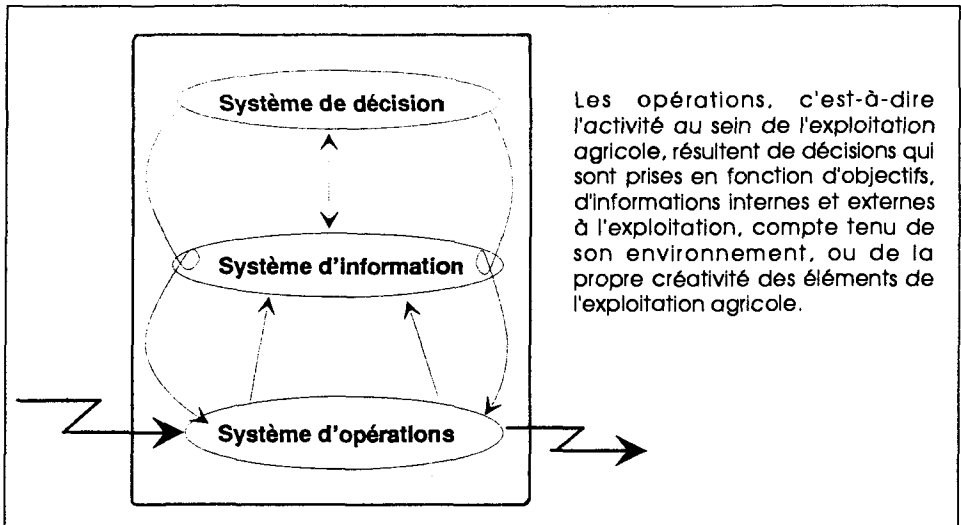 Système de décision
Système d'information
Système d'opérations
Les opérations, c'est-à-dire
l'activité au sein de l'exploitation
agricole, résultent de décisions qui
sont prises en fonction d'objectifs,
d'informations internes et externes
à l'exploitation, compte tenu de
son environnement, ou de la
propre créativité des éléments de
l'exploitation agricole.